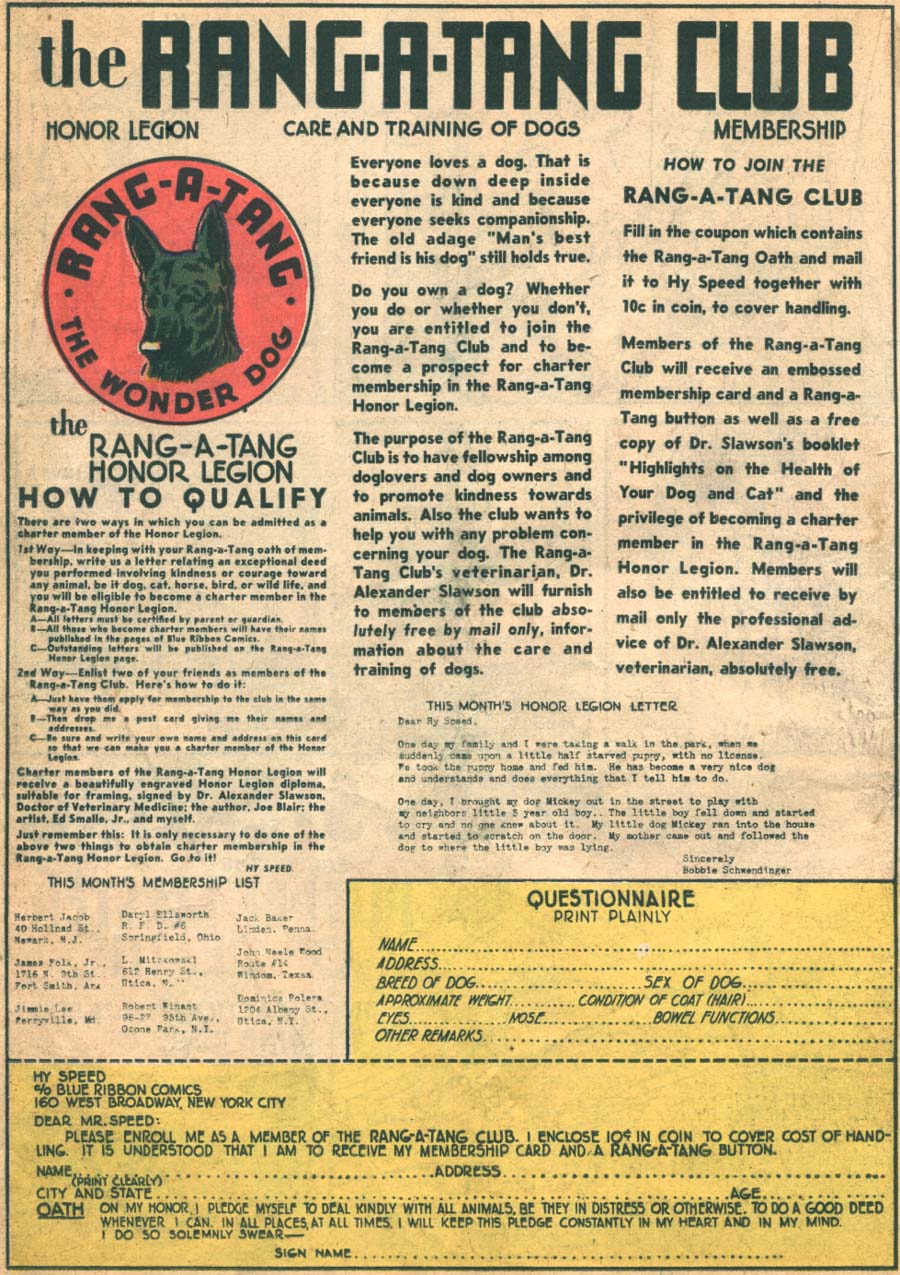 the RANG-A-TANG CLUB
HONOR LEGION
CARE AND TRAINING OF DOGS
MEMBERSHIP
RANG-A-TANG
THE WONDER DOG
the
RANG-A-TANG
HONOR LEGION
HOW TO QUALIFY
There are two ways in which you can be admitted as a
charter member of the Honor Legion.
1st Way—In keeping with your Rang-a-Tang oath of mem-
bership, write us a letter relating an exceptional deed
you performed involving kindness or courage toward
any animal, be it dog, cat, horse, bird, or wild life, and
you will be eligible to become a charter member in the
Rang-a-Tang Honor Legion.
A—All letters must be certified by parent or guardian.
B—All those who become charter members will have their names
published in the pages of Blue Ribbon Comics.
C—Outstanding letters will be published on the Rang-a-Tang
Honor Legion page.
2nd Way—Enlist two of your friends as members of the
Rang-a-Tang Club. Here's how to do it:
A—Just have them apply for membership to the club in the same
way as you did.
B—Then drop me a post card giving me their names and
addresses.
C—Be sure and write your own name and address on this card
so that we can make you a charter member of the Honor
Legion.
Charter members of the Rang-a-Tang Honor Legion will
receive a beautifully engraved Honor Legion diploma,
suitable for framing, signed by Dr. Alexander Slawson,
Doctor of Veterinary Medicine; the author, Joe Blair; the
artist, Ed Smalle, Jr., and myself.
Just remember this: It is only necessary to do one of the
above two things to obtain charter membership in the
Rang-a-Tang Honor Legion. Go to it!
HY SPEED
Everyone loves a dog. That is
because down deep inside
everyone is kind and because
everyone seeks companionship.
The old adage "Man's best
friend is his dog" still holds true.
Do you own a dog? Whether
you do or whether you don't,
you are entitled to join the
Rang-a-Tang Club and to be-
come a prospect for charter
membership in the Rang-a-Tang
Honor Legion.
The purpose of the Rang-a-Tang
Club is to have fellowship among
doglovers and dog owners and
to promote kindness towards
animals. Also the club wants to
help you with any problem con-
cerning your dog. The Rang-a-
Tang Club's veterinarian, Dr.
Alexander Slawson will furnish
to members of the club abso-
lutely free by mail only, infor-
mation about the care and
training of dogs.
HOW TO JOIN THE
RANG-A-TANG CLUB
Fill in the coupon which contains
the Rang-a-Tang Oath and mail
it to Hy Speed together with
10c in coin, to cover handling.
Members of the Rang-a-Tang
Club will receive an embossed
membership card and a Rang-a-
Tang button as well as a free
copy of Dr. Slawson's booklet
"Highlights on the Health of
Your Dog and Cat" and the
privilege of becoming a charter
member in the Rang-a-Tang
Honor Legion. Members will
also be entitled to receive by
mail only the professional ad-
vice of Dr. Alexander Slawson,
veterinarian, absolutely free.
THIS MONTH'S HONOR LEGION LETTER
Dear Hy Speed,
One day my family and I were taking a walk in the park, when we
suddenly came upon a little half starved puppy, with no license.
We took the puppy home and fed him. He has become a very nice dog
and understands and does everything that I tell him to do.
One day, I brought my dog Mickey out in the street to play with
my neighbors little 3 year old boy.. The little boy fell down and started
to cry and no one knew about it. My little dog Mickey ran into the house
and started to scratch on the door. My mother came out and followed the
dog to where the little boy was lying.
Sincerely
Bobbie Schwendinger
THIS MONTH'S MEMBERSHIP LIST
Herbert Jacob
40 Hollnad St.,
Newark, N.J.
James Folk, Jr.,
1716 N. 9th St.
Fort Smith, Ark
Jimmie Lee
Perryville, Md
Daryl Ellsworth
R. F. D. #6
Springfield, Ohio
L. Mitzkowski
612 Henry St.,
Utica, N.
Robert Winant
96-27 95th Ave.,
Ozone Park, N.Y.
Jack Baker
Linden, Penna.
John Neele Rood
Route #14
Windom, Texas
Dominics Polera
1204 Albany St.,
Utica, N.Y.
QUESTIONNAIRE
PRINT PLAINLY
NAME
ADDRESS
BREED OF DOG SEX OF DOG
APPROXIMATE WEIGHT CONDITION OF COAT (HAIR)
EYES NOSE BOWEL FUNCTIONS
OTHER REMARKS
HY SPEED
c/o BLUE RIBBON COMICS
160 WEST BROADWAY, NEW YORK CITY
DEAR MR. SPEED:
PLEASE ENROLL ME AS A MEMBER OF THE RANG-A-TANG CLUB. I ENCLOSE 10¢ IN COIN TO COVER COST OF HAND-
LING. IT IS UNDERSTOOD THAT I AM TO RECEIVE MY MEMBERSHIP CARD AND A RANG-A-TANG BUTTON.
NAME ADDRESS
(PRINT CLEARLY)
CITY AND STATE AGE
OATH ON MY HONOR, I PLEDGE MYSELF TO DEAL KINDLY WITH ALL ANIMALS, BE THEY IN DISTRESS OR OTHERWISE. TO DO A GOOD DEED
WHENEVER I CAN. IN ALL PLACES, AT ALL TIMES, I WILL KEEP THIS PLEDGE CONSTANTLY IN MY HEART AND IN MY MIND.
I DO SO SOLEMNLY SWEAR—
SIGN NAME